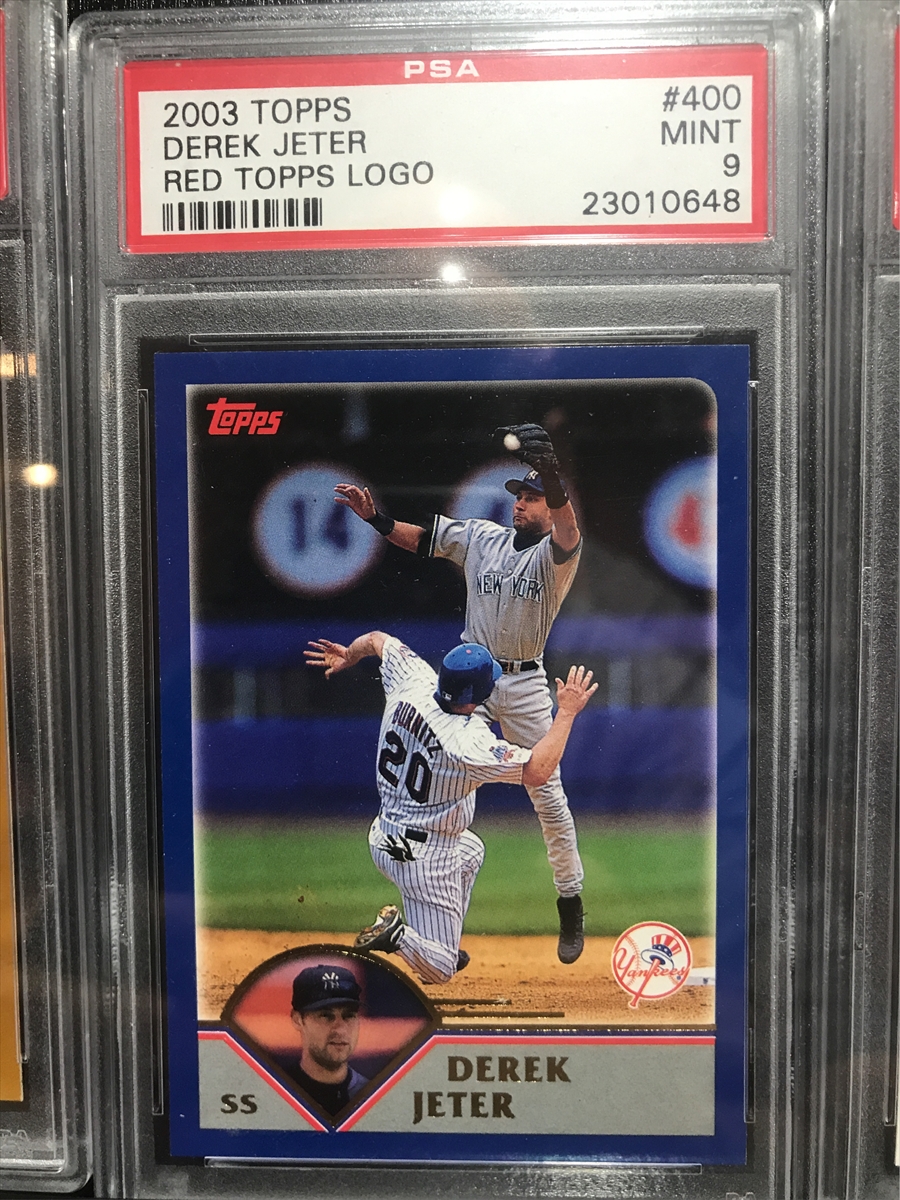 PSA
2003 TOPPS #400
DEREK JETER MINT
RED TOPPS LOGO 9
23010648
TOPPS
14
4
NEW YORK
BURNITZ
20
Yankees
SS
DEREK
JETER